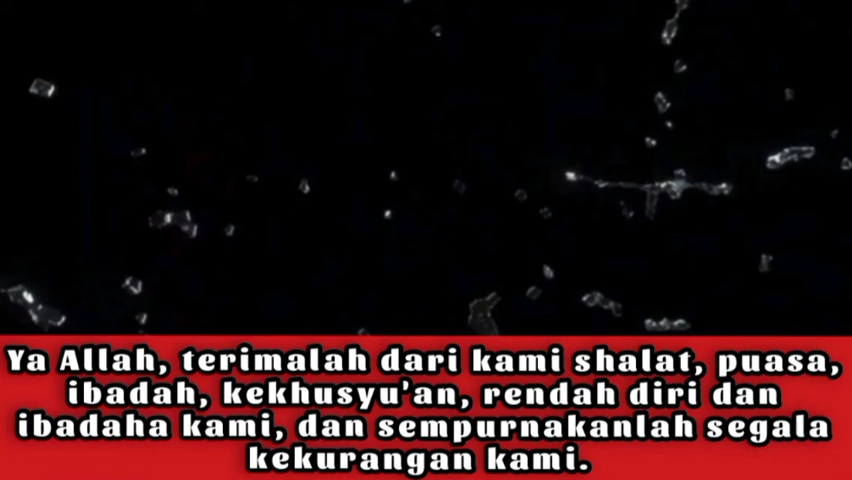 Ya Allah, terimalah dari kami shalat, puasa,
ibadah, kekhusyu'an, rendah diri dan
ibadaha kami, dan sempurnakanlah segala
kekurangan kami.